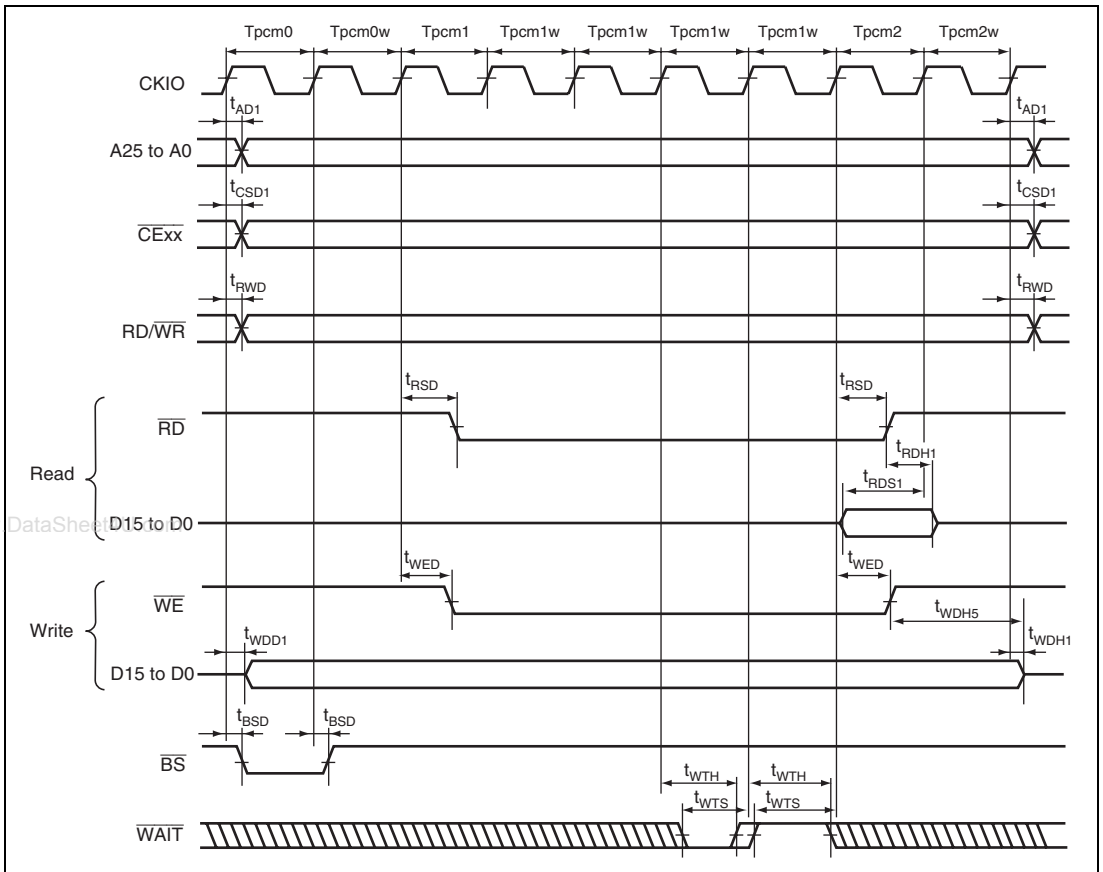 Tpcm0 Tpcm0w Tpcm1 Tpcm1w Tpcm1w Tpcm1w Tpcm1w Tpcm2 Tpcm2w
CKIO
tAD1 tAD1
A25 to A0
tCSD1 tCSD1
CExx
tRWD tRWD
RD/WR
tRSD tRSD
RD
tRDH1
Read
tRDS1
D15 to D0
tWED tWED
WE
tWDH5
Write
tWDD1 tWDH1
D15 to D0
tBSD tBSD
BS
tWTH tWTH
tWTS tWTS
WAIT